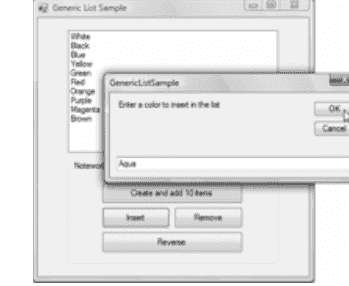 Generic List Sample
White
Black
Blue
Yellow
Green
Red
Orange
Purple
Magenta
Brown
GenericListSample
Enter a color to insert in the list
OK
Cancel
Aqua
Create and add 10 items
Insert
Remove
Reverse